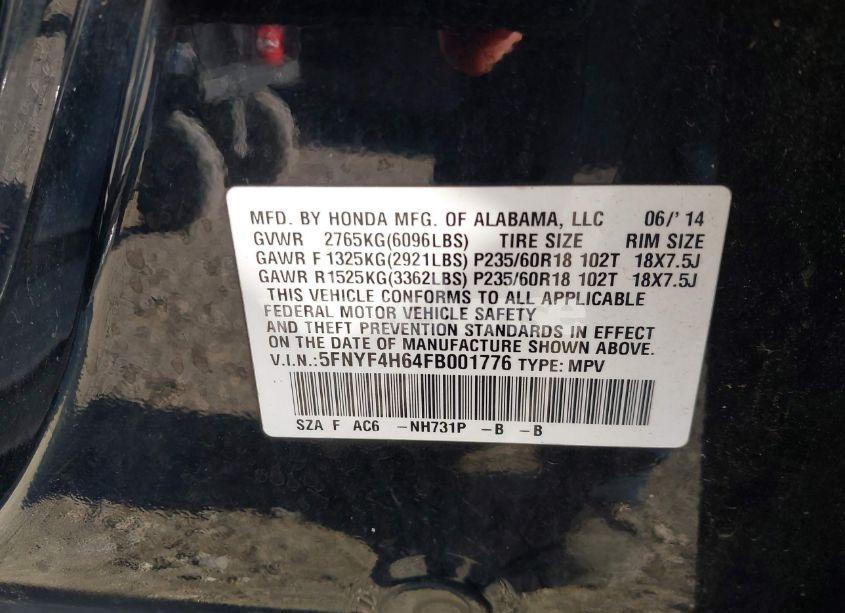 MFD. BY HONDA MFG. OF ALABAMA, LLC 06/' 14
GVWR 2765KG(6096LBS) TIRE SIZE RIM SIZE
GAWR F 1325KG(2921LBS) P235/60R18 102T 18X7.5J
GAWR R1525KG(3362LBS) P235/60R18 102T 18X7.5J
THIS VEHICLE CONFORMS TO ALL APPLICABLE
FEDERAL MOTOR VEHICLE SAFETY
AND THEFT PREVENTION STANDARDS IN EFFECT
ON THE DATE OF MANUFACTURE SHOWN ABOVE.
V.I.N.:5FNYF4H64FB001776 TYPE: MPV
SZA F AC6 -NH731P -B -B